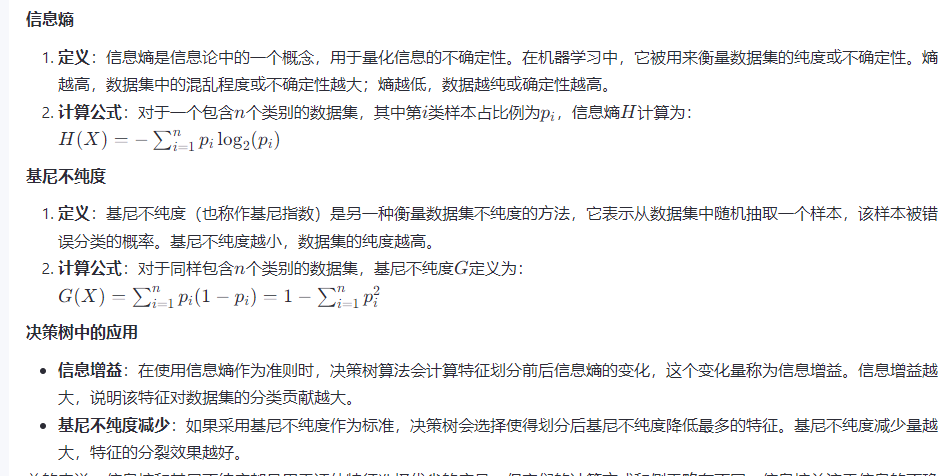 信息熵
1. 定义：信息熵是信息论中的一个概念，用于量化信息的不确定性。在机器学习中，它被用来衡量数据集的纯度或不确定性。熵
越高，数据集中的混乱程度或不确定性越大；熵越低，数据越纯或确定性越高。
2. 计算公式：对于一个包含n个类别的数据集，其中第i类样本占比例为p_i，信息熵H计算为：
H(X) = −∑_{i=1}^{n} p_i log_2(p_i)
基尼不纯度
1. 定义：基尼不纯度（也称作基尼指数）是另一种衡量数据集不纯度的方法，它表示从数据集中随机抽取一个样本，该样本被错
误分类的概率。基尼不纯度越小，数据集的纯度越高。
2. 计算公式：对于同样包含n个类别的数据集，基尼不纯度G定义为：
G(X) = ∑_{i=1}^{n} p_i(1 − p_i) = 1 − ∑_{i=1}^{n} p_i^2
决策树中的应用
• 信息增益：在使用信息熵作为准则时，决策树算法会计算特征划分前后信息熵的变化，这个变化量称为信息增益。信息增益越
大，说明该特征对数据集的分类贡献越大。
• 基尼不纯度减少：如果采用基尼不纯度作为标准，决策树会选择使得划分后基尼不纯度降低最多的特征。基尼不纯度减少量越
大，特征的分裂效果越好。